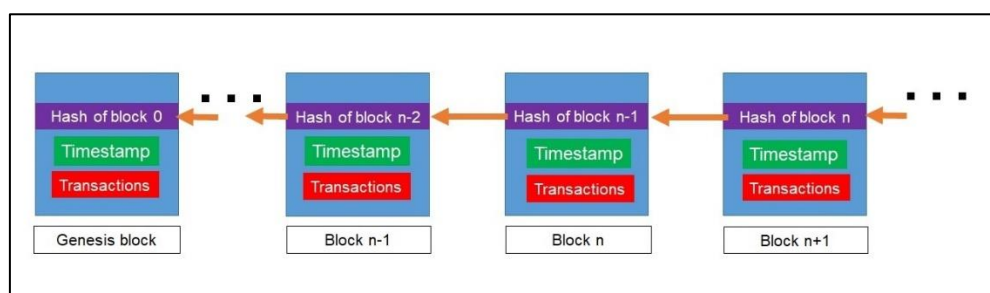 Hash of block 0
Timestamp
Transactions
Genesis block
Hash of block n-2
Timestamp
Transactions
Block n-1
Hash of block n-1
Timestamp
Transactions
Block n
Hash of block n
Timestamp
Transactions
Block n+1